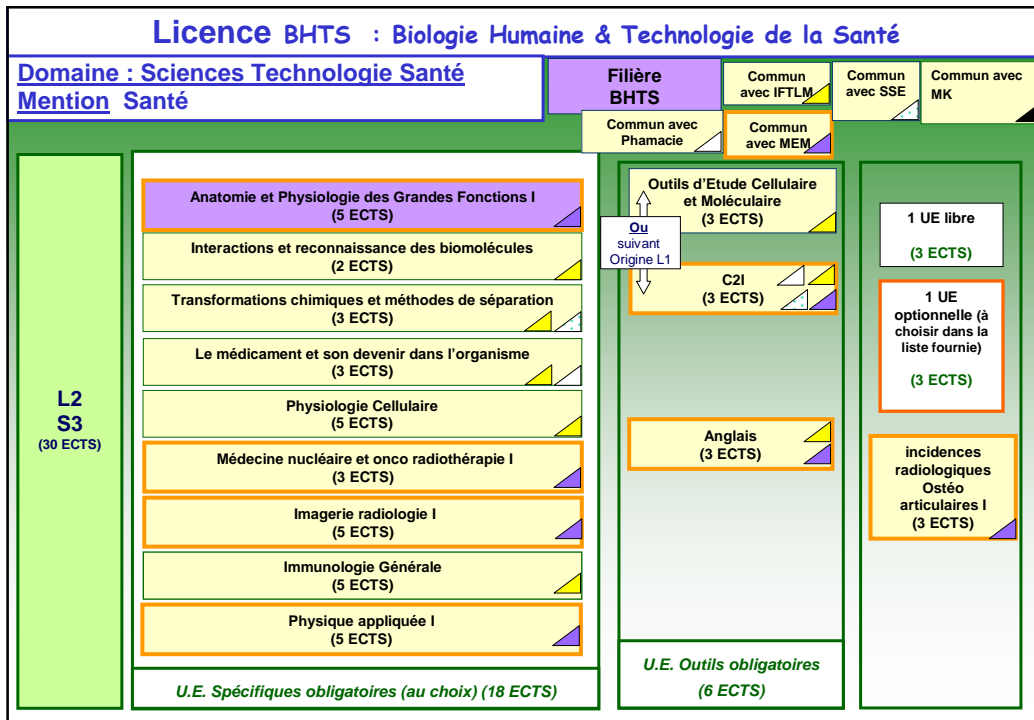 Licence BHTS : Biologie Humaine & Technologie de la Santé
Domaine : Sciences Technologie Santé
Mention Santé
Filière
BHTS
Commun
avec IFTLM
Commun
avec SSE
Commun avec
MK
Commun avec
Phamacie
Commun
avec MEM
L2
S3
(30 ECTS)
Anatomie et Physiologie des Grandes Fonctions I
(5 ECTS)
Interactions et reconnaissance des biomolécules
(2 ECTS)
Transformations chimiques et méthodes de séparation
(3 ECTS)
Le médicament et son devenir dans l'organisme
(3 ECTS)
Physiologie Cellulaire
(5 ECTS)
Médecine nucléaire et onco radiothérapie I
(3 ECTS)
Imagerie radiologie I
(5 ECTS)
Immunologie Générale
(5 ECTS)
Physique appliquée I
(5 ECTS)
U.E. Spécifiques obligatoires (au choix) (18 ECTS)
Outils d'Etude Cellulaire
et Moléculaire
(3 ECTS)
Ou
suivant
Origine L1
C2I
(3 ECTS)
Anglais
(3 ECTS)
U.E. Outils obligatoires
(6 ECTS)
1 UE libre
(3 ECTS)
1 UE
optionnelle (à
choisir dans la
liste fournie)
(3 ECTS)
incidences
radiologiques
Ostéo
articulaires I
(3 ECTS)